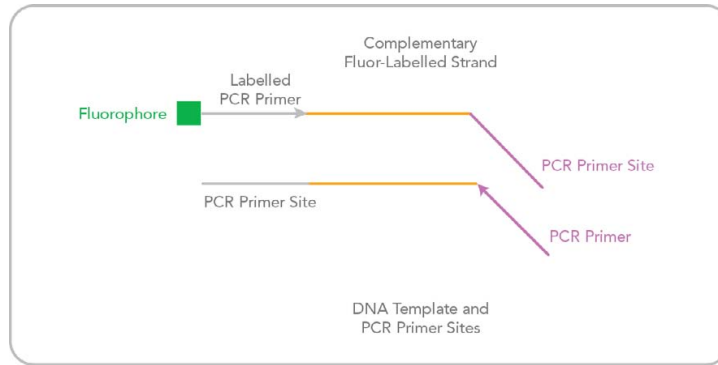 Complementary
Fluor-Labelled Strand
Labelled
PCR Primer
Fluorophore
PCR Primer Site
PCR Primer Site
PCR Primer
DNA Template and
PCR Primer Sites